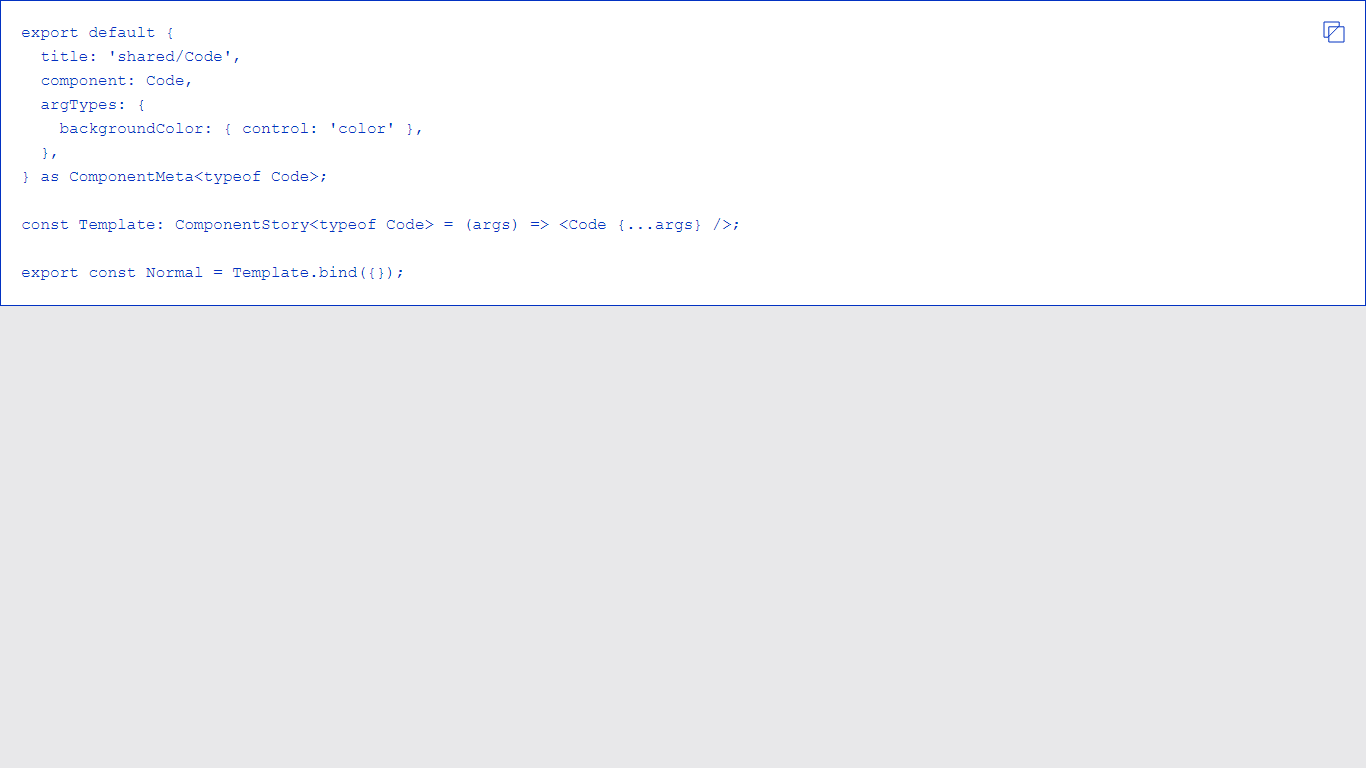 export default {
  title: 'shared/Code',
  component: Code,
  argTypes: {
    backgroundColor: { control: 'color' },
  },
} as ComponentMeta<typeof Code>;

const Template: ComponentStory<typeof Code> = (args) => <Code {...args} />;

export const Normal = Template.bind({});